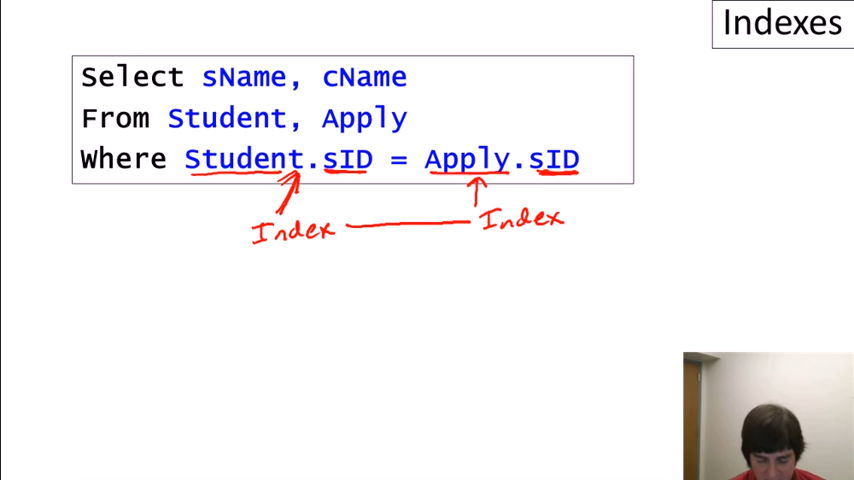 Indexes
Select sName, cName
From Student, Apply
Where Student.sID = Apply.sID
Index Index